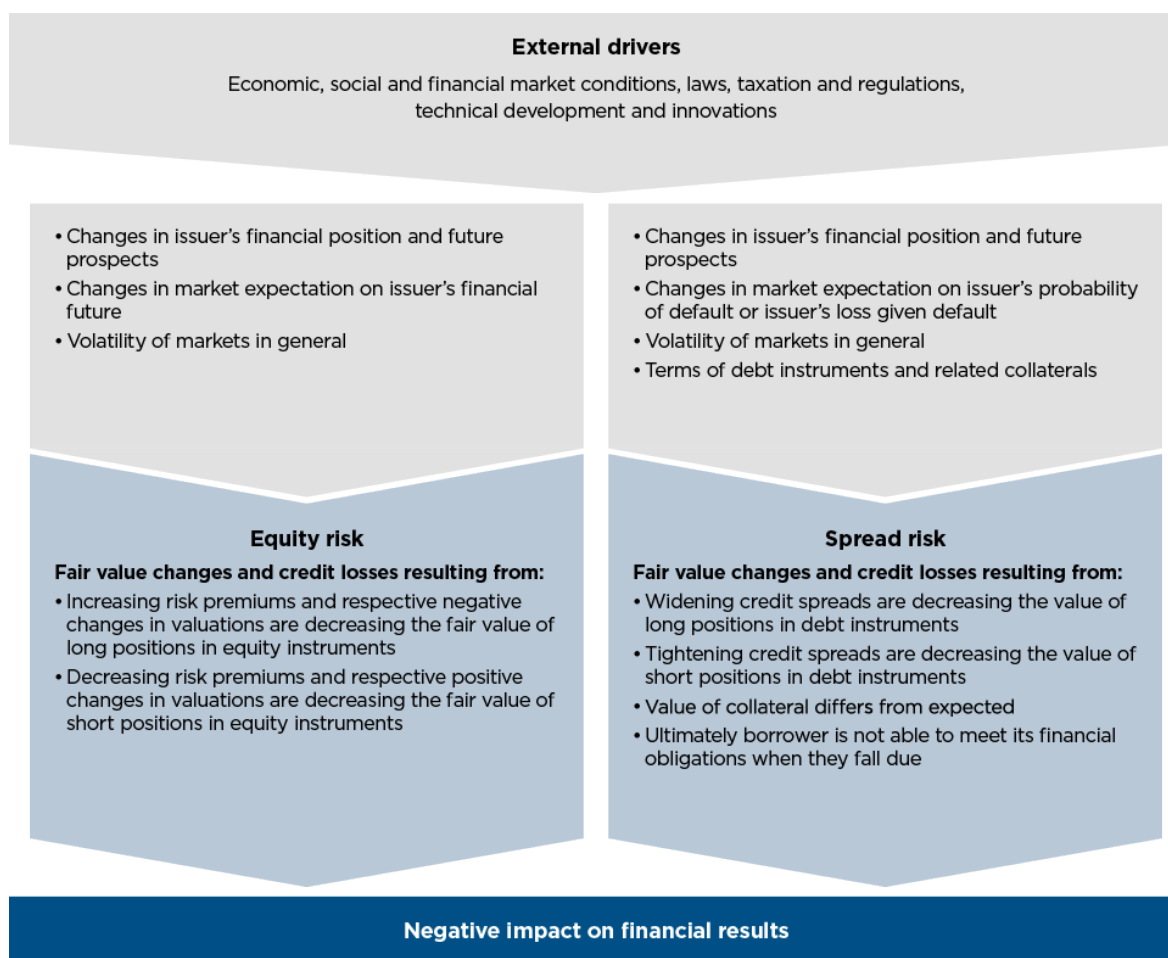 External drivers
Economic, social and financial market conditions, laws, taxation and regulations,
technical development and innovations
• Changes in issuer's financial position and future
prospects
• Changes in market expectation on issuer's financial
future
• Volatility of markets in general
• Changes in issuer's financial position and future
prospects
• Changes in market expectation on issuer's probability
of default or issuer's loss given default
• Volatility of markets in general
• Terms of debt instruments and related collaterals
Equity risk
Fair value changes and credit losses resulting from:
• Increasing risk premiums and respective negative
changes in valuations are decreasing the fair value of
long positions in equity instruments
• Decreasing risk premiums and respective positive
changes in valuations are decreasing the fair value of
short positions in equity instruments
Spread risk
Fair value changes and credit losses resulting from:
• Widening credit spreads are decreasing the value of
long positions in debt instruments
• Tightening credit spreads are decreasing the value of
short positions in debt instruments
• Value of collateral differs from expected
• Ultimately borrower is not able to meet its financial
obligations when they fall due
Negative impact on financial results